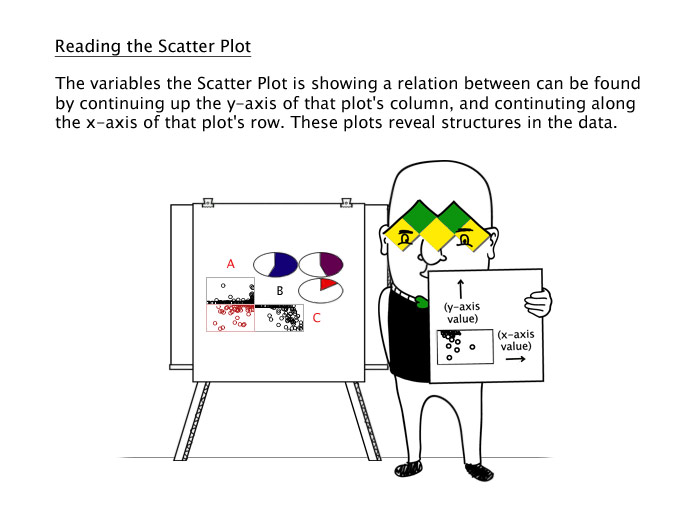 Reading the Scatter Plot
The variables the Scatter Plot is showing a relation between can be found
by continuing up the y-axis of that plot's column, and continuting along
the x-axis of that plot's row. These plots reveal structures in the data.
A
B
C
(y-axis
value)
(x-axis
value)